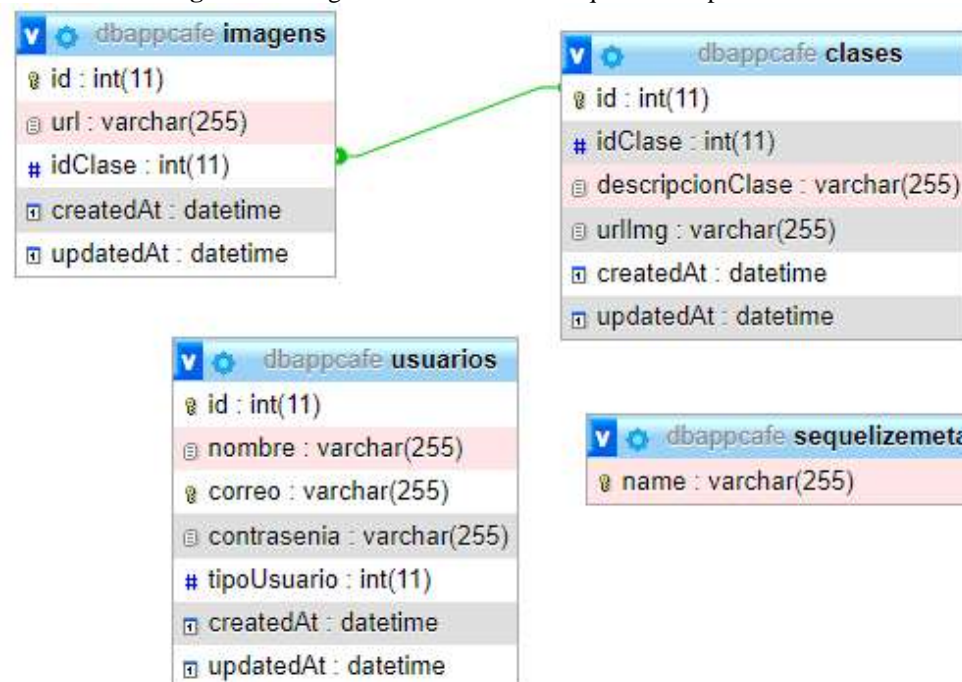 dbappcafe imagens
id : int(11)
url : varchar(255)
idClase : int(11)
createdAt : datetime
updatedAt : datetime
dbappcafe clases
id : int(11)
idClase : int(11)
descripcionClase : varchar(255)
urlImg : varchar(255)
createdAt : datetime
updatedAt : datetime
dbappcafe usuarios
id : int(11)
nombre : varchar(255)
correo : varchar(255)
contrasenia : varchar(255)
tipoUsuario : int(11)
createdAt : datetime
updatedAt : datetime
dbappcafe sequelizemeta
name : varchar(255)